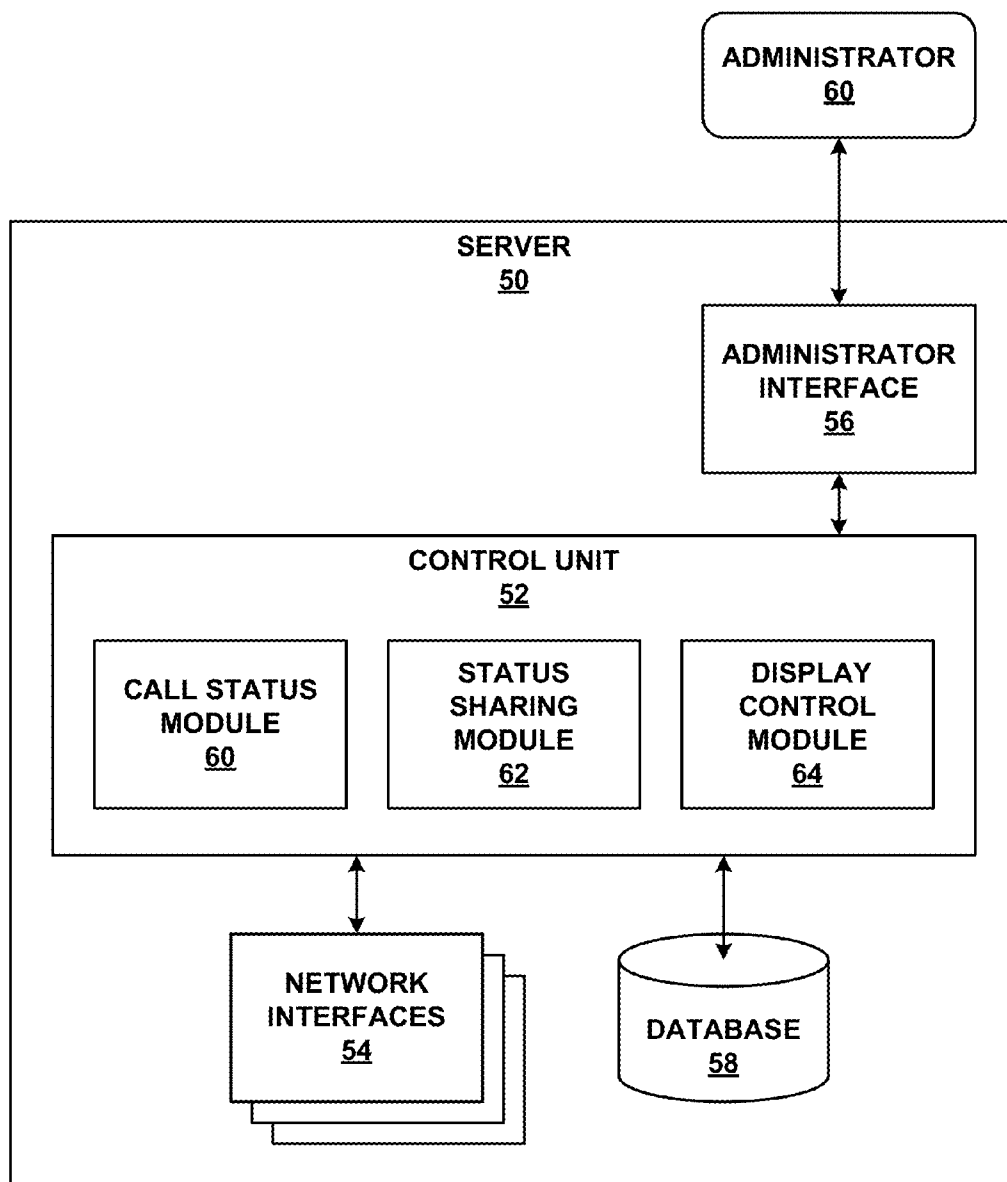 ADMINISTRATOR
60
SERVER
50
ADMINISTRATOR
INTERFACE
56
CONTROL UNIT
52
CALL STATUS
MODULE
60
STATUS
SHARING
MODULE
62
DISPLAY
CONTROL
MODULE
64
NETWORK
INTERFACES
54
DATABASE
58